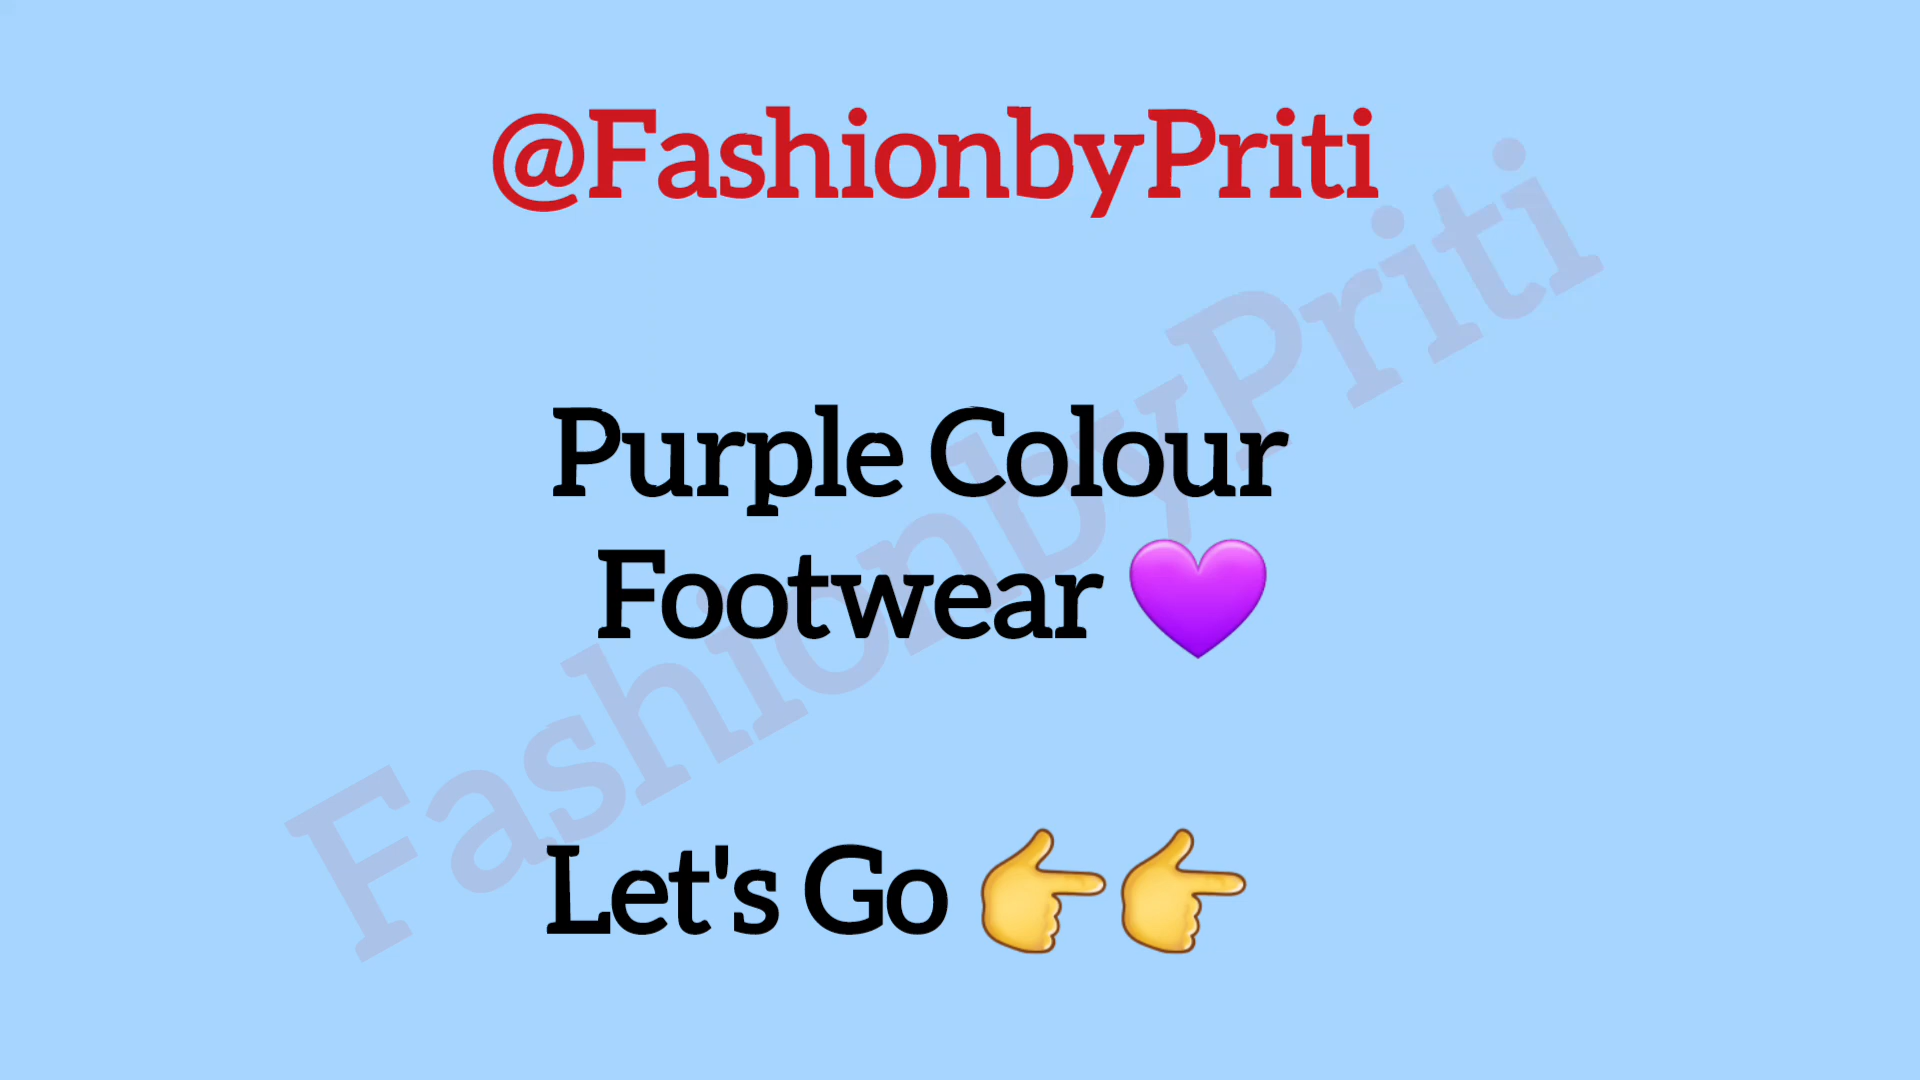 @FashionbyPriti
Purple Colour
Footwear 💜
Let's Go 👉👉
FashionbyPriti